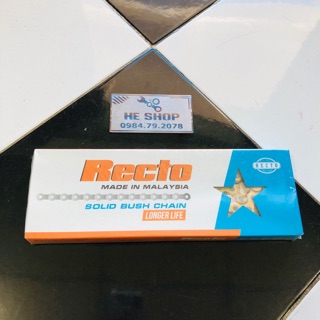 HE SHOP
0984.79.2078
Recto
MADE IN MALAYSIA
SOLID BUSH CHAIN
LONGER LIFE
RECTO